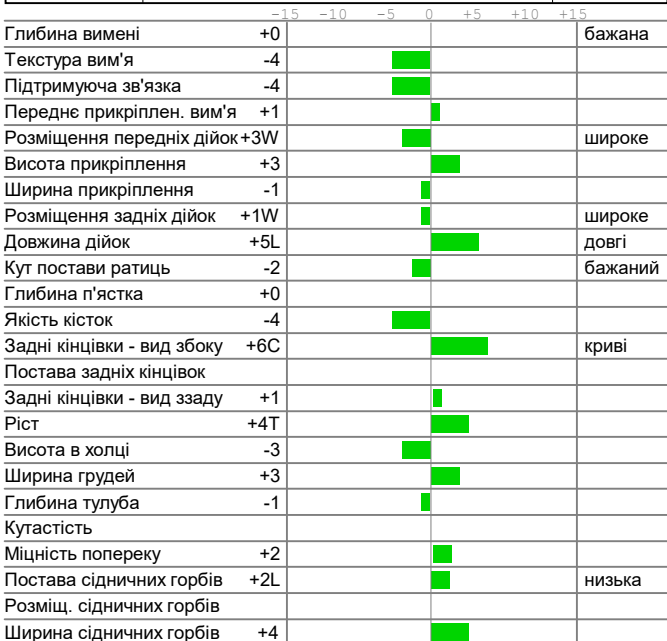 -15 -10 -5 0 +5 +10 +15
Глибина вимені +0 бажана
Текстура вим'я -4
Підтримуюча зв'язка -4
Переднє прикріплен. вим'я +1
Розміщення передніх дійок +3W широке
Висота прикріплення +3
Ширина прикріплення -1
Розміщення задніх дійок +1W широке
Довжина дійок +5L довгі
Кут постави ратиць -2 бажаний
Глибина п'ястка +0
Якість кісток -4
Задні кінцівки - вид збоку +6C криві
Постава задніх кінцівок
Задні кінцівки - вид ззаду +1
Ріст +4T
Висота в холці -3
Ширина грудей +3
Глибина тулуба -1
Кутастість
Міцність попереку +2
Постава сідничних горбів +2L низька
Розміщ. сідничних горбів
Ширина сідничних горбів +4